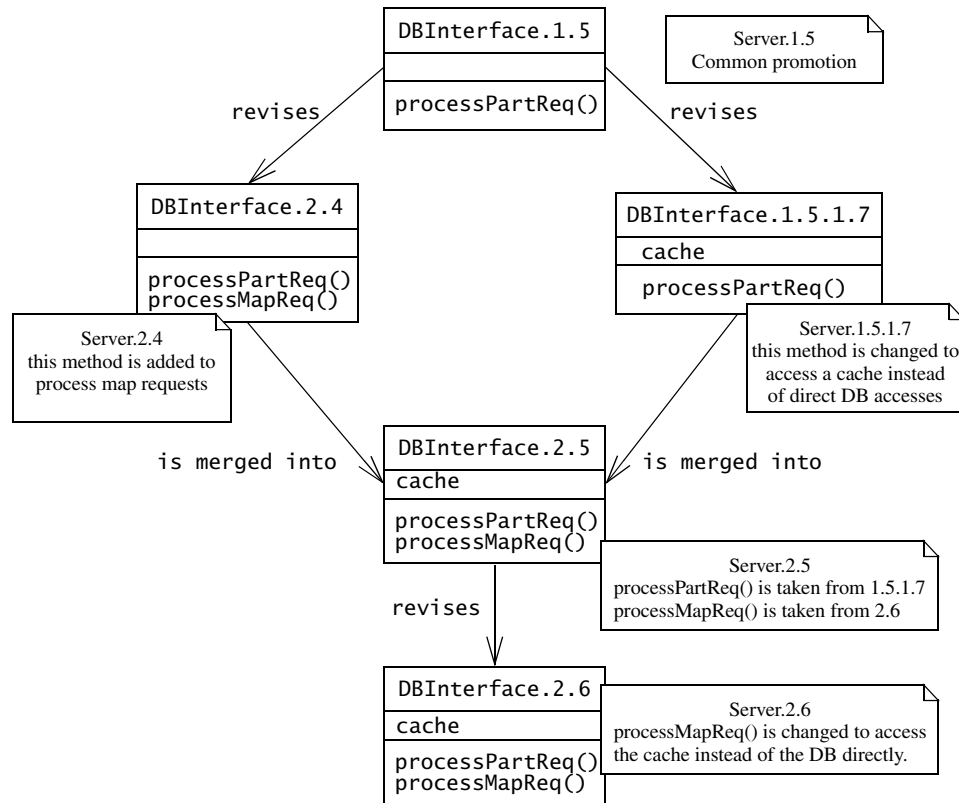 DBInterface.1.5
processPartReq()
Server.1.5
Common promotion
revises
revises
DBInterface.2.4
processPartReq()
processMapReq()
DBInterface.1.5.1.7
cache
processPartReq()
Server.2.4
this method is added to
process map requests
Server.1.5.1.7
this method is changed to
access a cache instead
of direct DB accesses
is merged into
is merged into
DBInterface.2.5
cache
processPartReq()
processMapReq()
Server.2.5
processPartReq() is taken from 1.5.1.7
processMapReq() is taken from 2.6
revises
DBInterface.2.6
cache
processPartReq()
processMapReq()
Server.2.6
processMapReq() is changed to access
the cache instead of the DB directly.